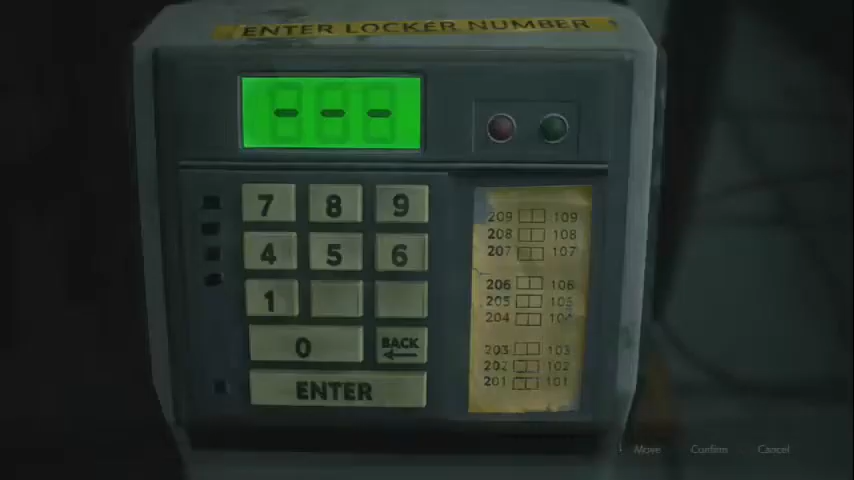 ENTER LOCKER NUMBER
- - -
7 8 9
4 5 6
1
0 BACK
ENTER
209 109
208 108
207 107
206 106
205 105
204 104
203 103
202 102
201 101
Move Confirm Cancel